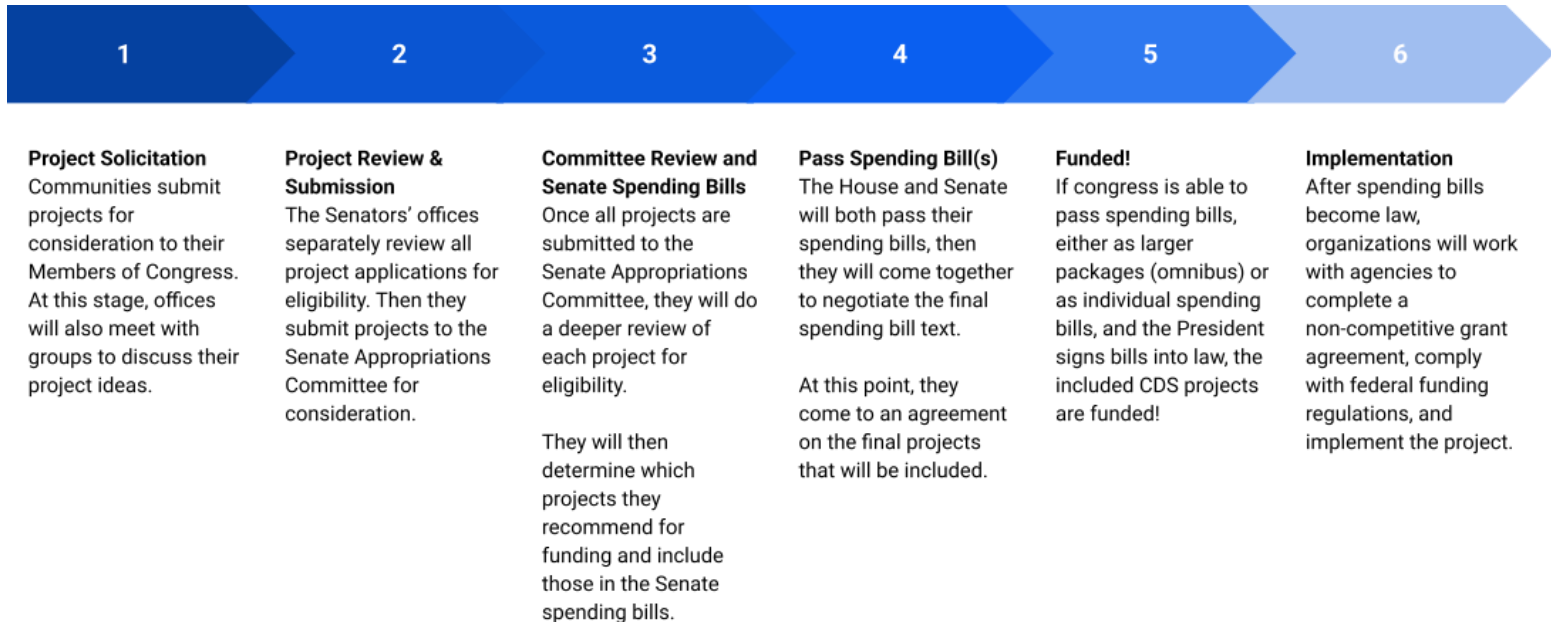 1
2
3
4
5
6
Project Solicitation
Communities submit
projects for
consideration to their
Members of Congress.
At this stage, offices
will also meet with
groups to discuss their
project ideas.
Project Review &
Submission
The Senators’ offices
separately review all
project applications for
eligibility. Then they
submit projects to the
Senate Appropriations
Committee for
consideration.
Committee Review and
Senate Spending Bills
Once all projects are
submitted to the
Senate Appropriations
Committee, they will do
a deeper review of
each project for
eligibility.
They will then
determine which
projects they
recommend for
funding and include
those in the Senate
spending bills.
Pass Spending Bill(s)
The House and Senate
will both pass their
spending bills, then
they will come together
to negotiate the final
spending bill text.
At this point, they
come to an agreement
on the final projects
that will be included.
Funded!
If congress is able to
pass spending bills,
either as larger
packages (omnibus) or
as individual spending
bills, and the President
signs bills into law, the
included CDS projects
are funded!
Implementation
After spending bills
become law,
organizations will work
with agencies to
complete a
non-competitive grant
agreement, comply
with federal funding
regulations, and
implement the project.